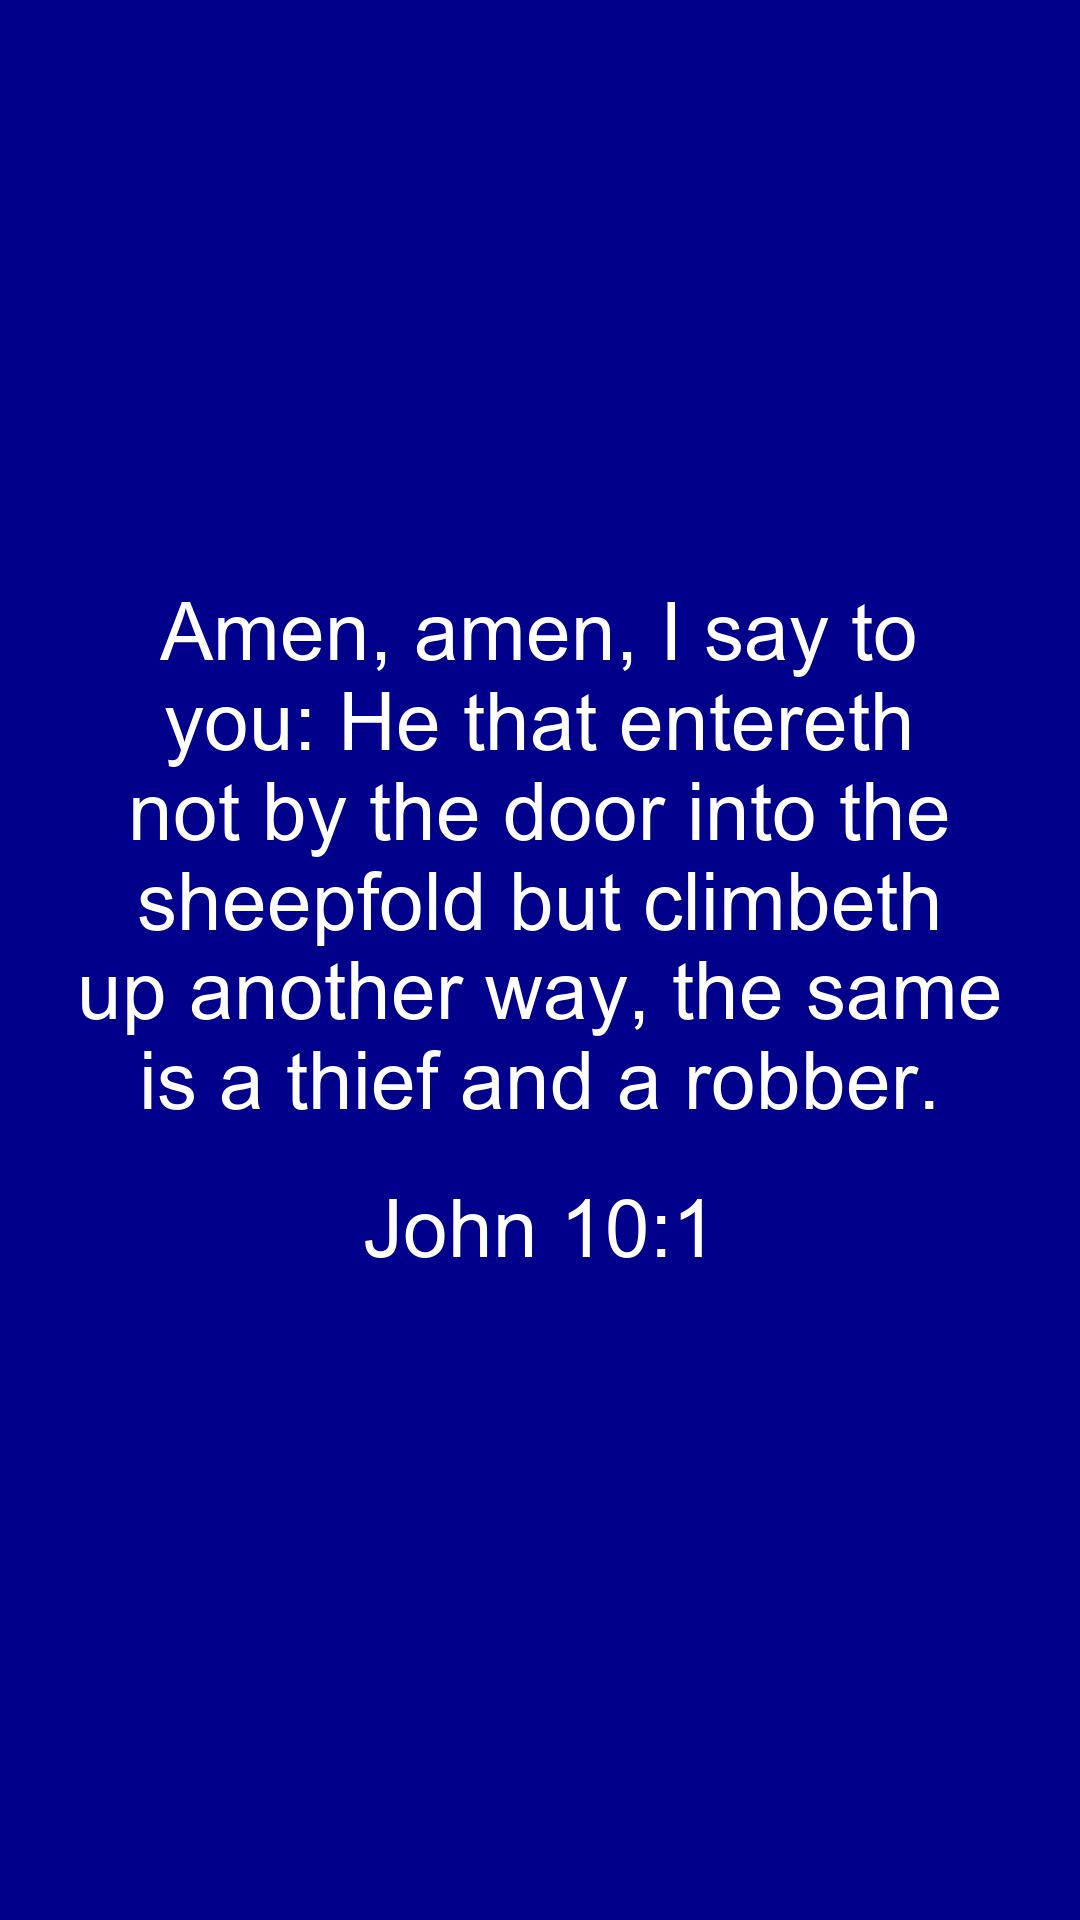 Amen, amen, I say to
you: He that entereth
not by the door into the
sheepfold but climbeth
up another way, the same
is a thief and a robber.
John 10:1